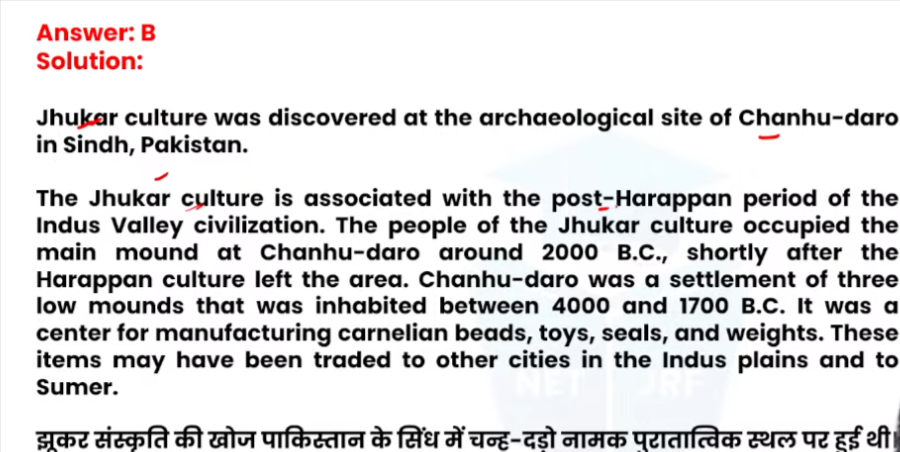 Answer: B
Solution:
Jhukar culture was discovered at the archaeological site of Chanhu-daro
in Sindh, Pakistan.
The Jhukar culture is associated with the post-Harappan period of the
Indus Valley civilization. The people of the Jhukar culture occupied the
main mound at Chanhu-daro around 2000 B.C., shortly after the
Harappan culture left the area. Chanhu-daro was a settlement of three
low mounds that was inhabited between 4000 and 1700 B.C. It was a
center for manufacturing carnelian beads, toys, seals, and weights. These
items may have been traded to other cities in the Indus plains and to
Sumer.
NET JRF
झूकर संस्कृति की खोज पाकिस्तान के सिंध में चन्हू-दड़ो नामक पुरातात्विक स्थल पर हुई थी।